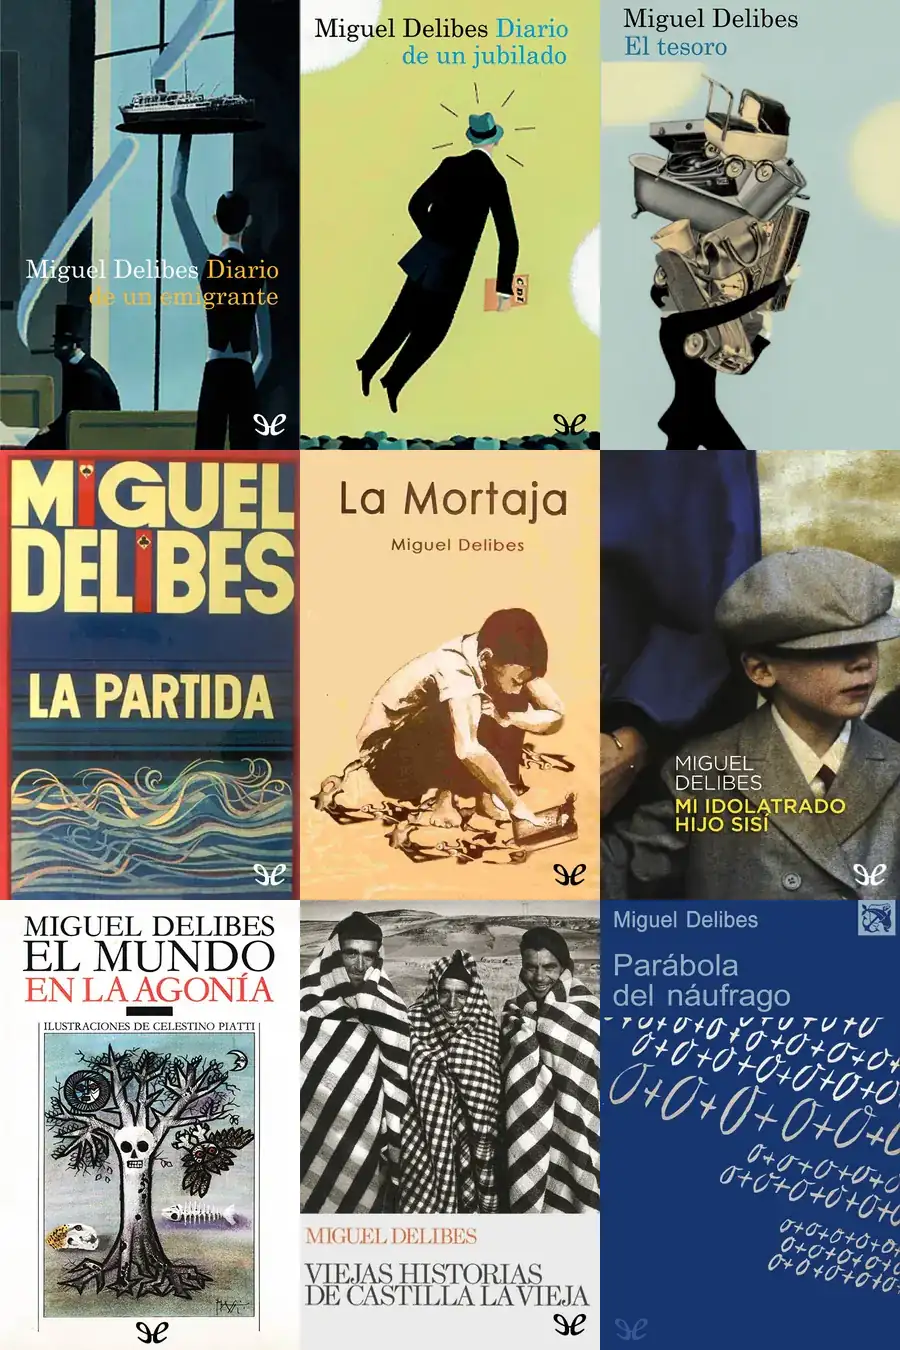 Miguel Delibes Diario
de un emigrante
Miguel Delibes Diario
de un jubilado
CDI
Miguel Delibes
El tesoro
MiGUEL
DELiBES
LA PARTIDA
La Mortaja
Miguel Delibes
MIGUEL
DELIBES
MI IDOLATRADO
HIJO SISÍ
MIGUEL DELIBES
EL MUNDO
EN LA AGONÍA
ILUSTRACIONES DE CELESTINO PIATTI
MIGUEL DELIBES
VIEJAS HISTORIAS
DE CASTILLA LA VIEJA
Miguel Delibes
Parábola
del náufrago